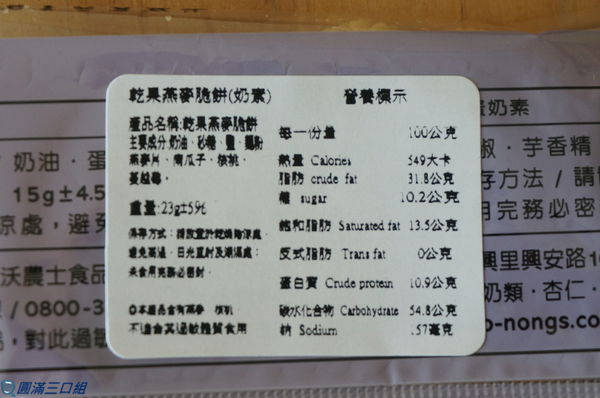 乾果燕麥脆餅(奶素)
產品名稱:乾果燕麥脆餅
主要成分:奶油、砂糖、鹽、麵粉
燕麥片、南瓜子、核桃、
蔓越莓。
重量:23g±5%
保存方式:請放置於乾燥陰涼處,
避免高溫、日光直射及潮濕處;
未食用完務必密封。
◎本產品含有燕麥 核桃
不適合其過敏體質食用
營養標示
每一份量 100公克
熱量 Calories 549大卡
脂肪 crude fat 31.8公克
糖 sugar 10.2公克
飽和脂肪 Saturated fat 13.5公克
反式脂肪 Trans fat 0公克
蛋白質 Crude protein 10.9公克
碳水化合物 Carbohydrate 54.8公克
鈉 Sodium .57毫克
奶油、蛋
15g±4.5
涼處,避免
沃農士食品
/ 0800-3
,對此過敏
蛋奶素
椒、芋香精
存方法 / 請
用完務必密
興里興安路10
奶類、杏仁、
o-nongs.co
圓滿三口組